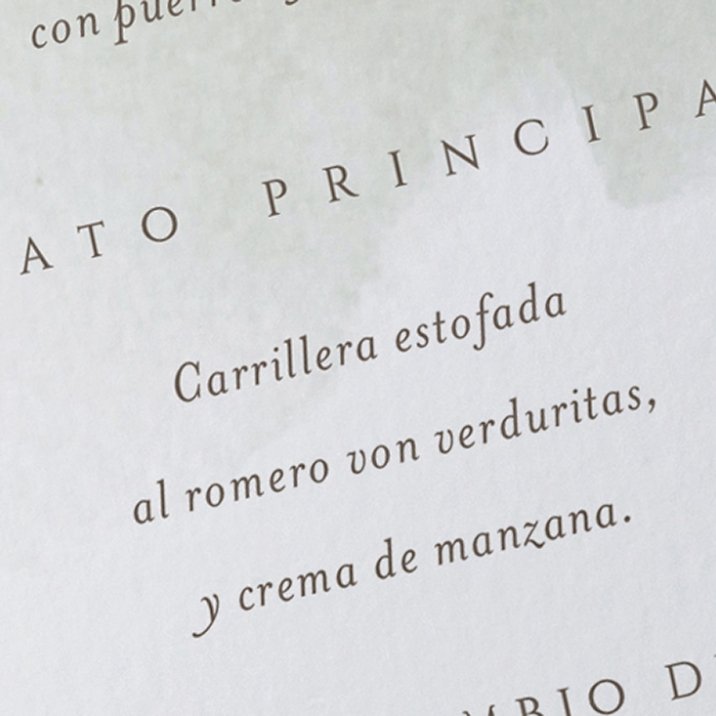 con
ATO PRINCIPA
Carrillera estofada
al romero von verduritas,
y crema de manzana.